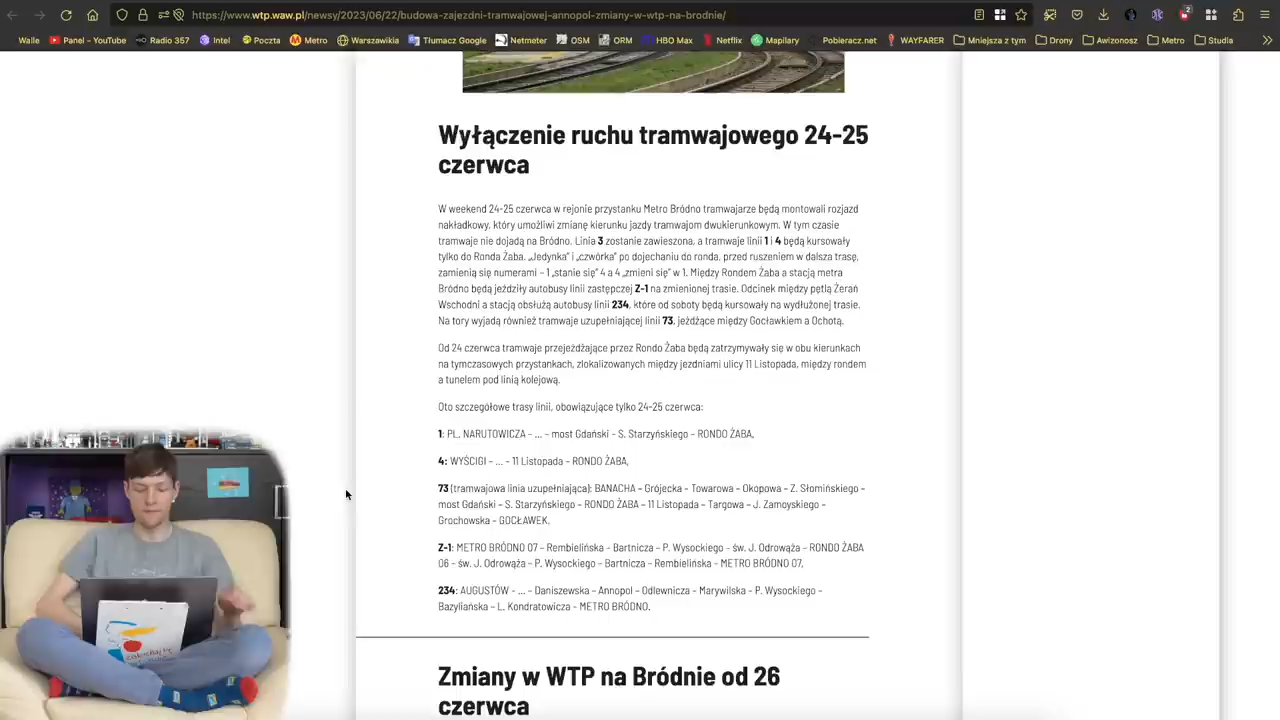 https://www.wtp.waw.pl/newsy/2023/06/22/budowa-zajezdni-tramwajowej-annopol-zmiany-w-wtp-na-brodnie/
2
Walle Panel - YouTube Radio 357 Intel Poczta Metro Warszawikia Tłumacz Google Netmeter OSM ORM HBO Max Netflix Mapilary Pobieracz.net WAYFARER Mniejsza z tym Drony Awizonosz Metro Studia
Wyłączenie ruchu tramwajowego 24-25
czerwca
W weekend 24-25 czerwca w rejonie przystanku Metro Bródno tramwajarze będą montowali rozjazd
nakładkowy, który umożliwi zmianę kierunku jazdy tramwajom dwukierunkowym. W tym czasie
tramwaje nie dojadą na Bródno. Linia 3 zostanie zawieszona, a tramwaje linii 1 i 4 będą kursowały
tylko do Ronda Żaba. „Jedynka" i „czwórka" po dojechaniu do ronda, przed ruszeniem w dalsza trasę,
zamienią się numerami – 1 „stanie się" 4 a 4 „zmieni się" w 1. Między Rondem Żaba a stacją metra
Bródno będą jeździły autobusy linii zastępczej Z-1 na zmienionej trasie. Odcinek między pętlą Żerań
Wschodni a stacją obsłużą autobusy linii 234, które od soboty będą kursowały na wydłużonej trasie.
Na tory wyjadą również tramwaje uzupełniającej linii 73, jeżdżące między Gocławkiem a Ochotą.
Od 24 czerwca tramwaje przejeżdżające przez Rondo Żaba będą zatrzymywały się w obu kierunkach
na tymczasowych przystankach, zlokalizowanych między jezdniami ulicy 11 Listopada, między rondem
a tunelem pod linią kolejową.
Oto szczegółowe trasy linii, obowiązujące tylko 24-25 czerwca:
1: PL. NARUTOWICZA – … – most Gdański – S. Starzyńskiego – RONDO ŻABA,
4: WYŚCIGI – … – 11 Listopada – RONDO ŻABA,
73 (tramwajowa linia uzupełniająca): BANACHA – Grójecka – Towarowa – Okopowa – Z. Słomińskiego –
most Gdański – S. Starzyńskiego – RONDO ŻABA – 11 Listopada – Targowa – J. Zamoyskiego –
Grochowska – GOCŁAWEK,
Z-1: METRO BRÓDNO 07 – Rembielińska – Bartnicza – P. Wysockiego – św. J. Odrowąża – RONDO ŻABA
06 – św. J. Odrowąża – P. Wysockiego – Bartnicza – Rembielińska – METRO BRÓDNO 07,
234: AUGUSTÓW – … – Daniszewska – Annopol – Odlewnicza – Marywilska – P. Wysockiego –
Bazyliańska – L. Kondratowicza – METRO BRÓDNO.
Zmiany w WTP na Bródnie od 26
czerwca